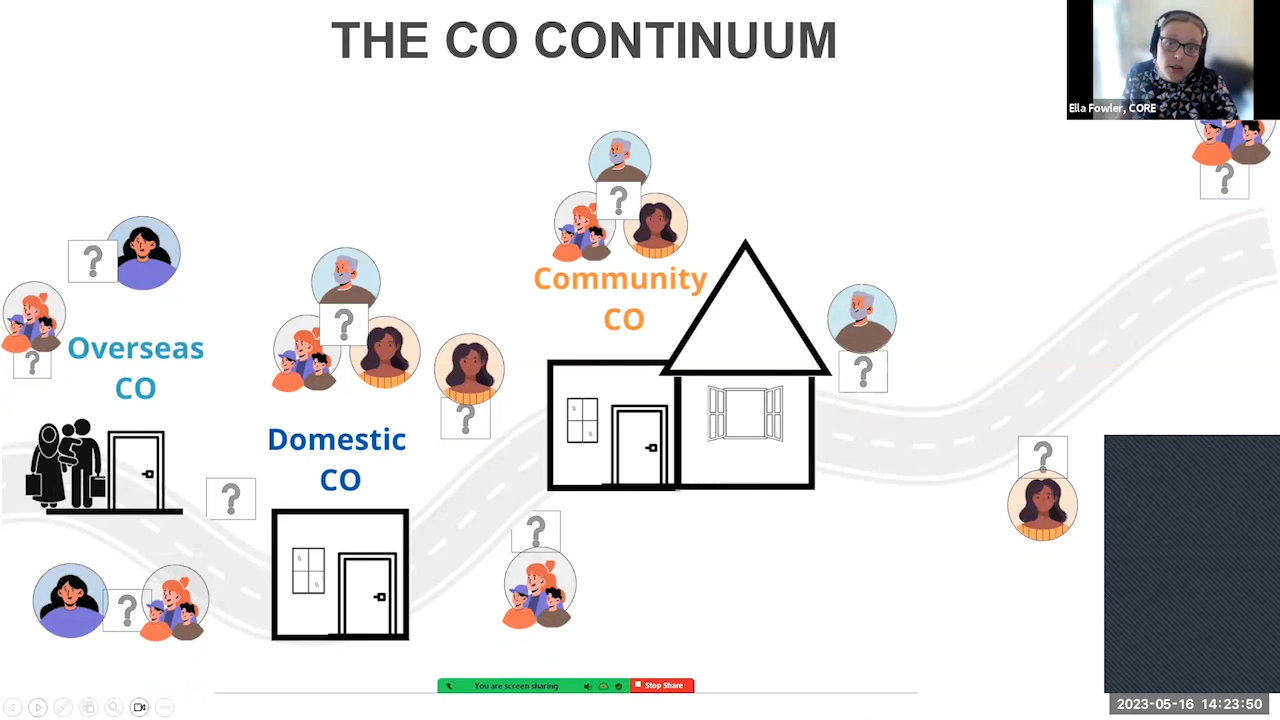 THE CO CONTINUUM
Ella Fowler, CORE
?
?
?
Overseas
CO
?
Domestic
CO
?
?
?
?
Community
CO
?
?
?
?
You are screen sharing
Stop Share
2023-05-16 14:23:50